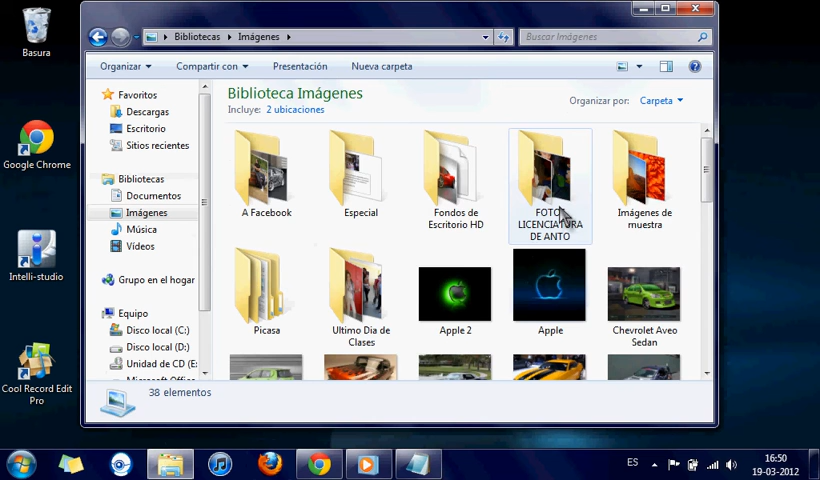 Basura
Google Chrome
Intelli-studio
Cool Record Edit
Pro
Bibliotecas
Imágenes
Buscar Imágenes
Organizar
Compartir con
Presentación
Nueva carpeta
Favoritos
Descargas
Escritorio
Sitios recientes
Bibliotecas
Documentos
Imágenes
Música
Vídeos
Grupo en el hogar
Equipo
Disco local (C:)
Disco local (D:)
Unidad de CD (E:
Biblioteca Imágenes
Incluye: 2 ubicaciones
Organizar por: Carpeta
A Facebook
Especial
Fondos de
Escritorio HD
LICENCIATURA
DE ANTO
Imágenes de
muestra
Picasa
Ultimo Dia de
Clases
Apple 2
Apple
Chevrolet Aveo
Sedan
38 elementos
ES
16:50
19-03-2012